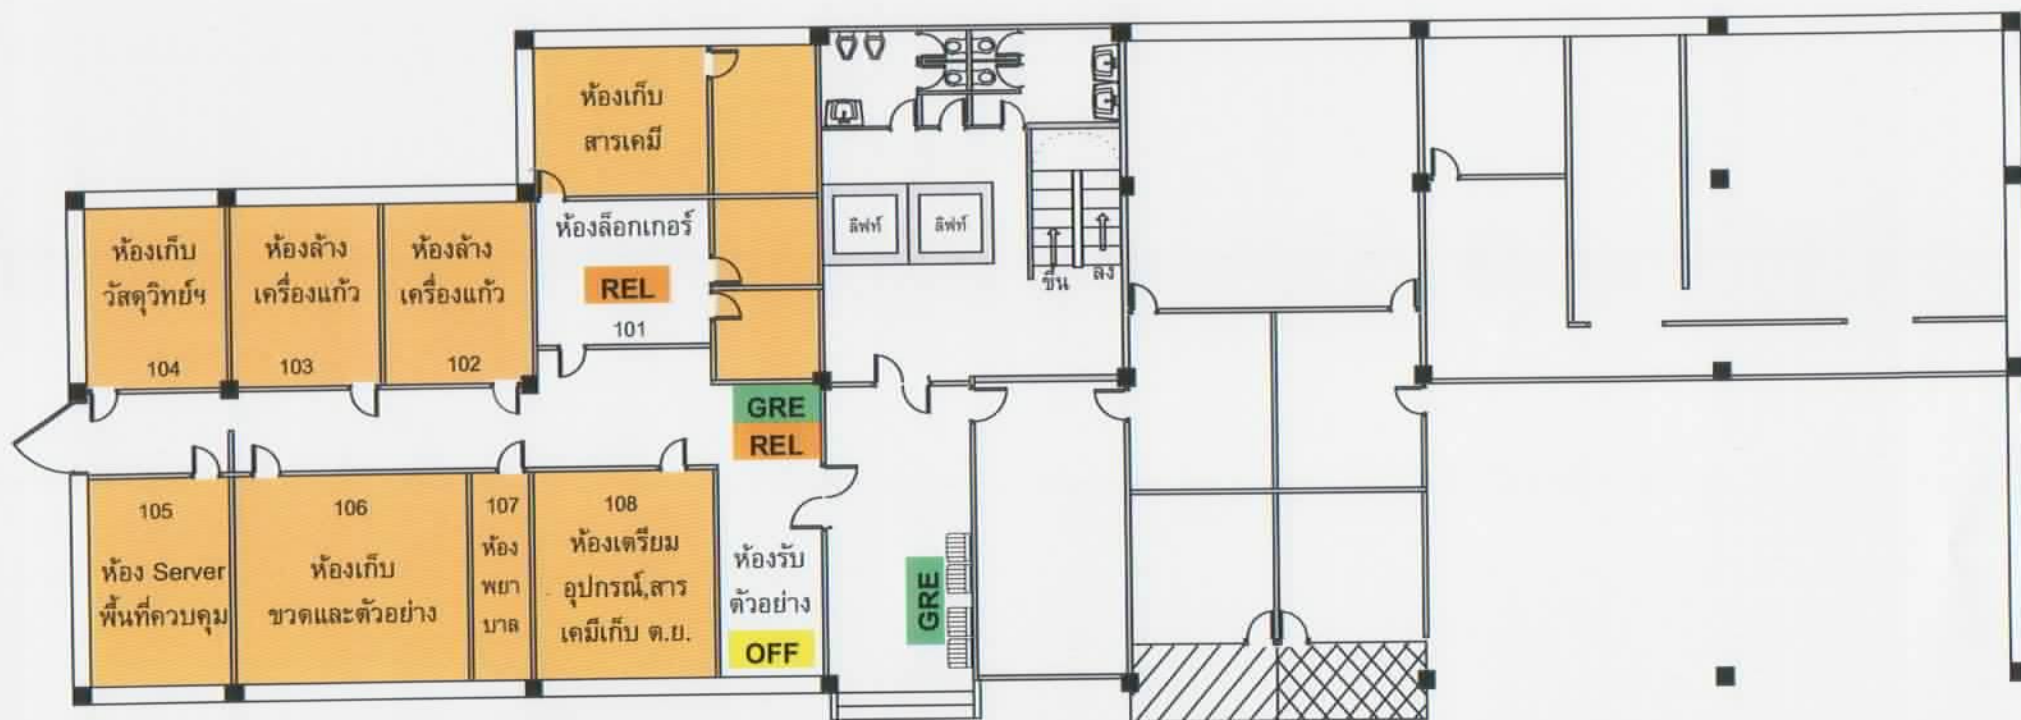 ห้องเก็บ
สารเคมี
ห้องล็อกเกอร์
REL
101
ห้องเก็บ
วัสดุวิทย์ฯ
104
ห้องล้าง
เครื่องแก้ว
103
ห้องล้าง
เครื่องแก้ว
102
ลิฟท์
ลิฟท์
ขึ้น
ลง
GRE
REL
105
ห้อง Server
พื้นที่ควบคุม
106
ห้องเก็บ
ขวดและตัวอย่าง
107
ห้อง
พยา
บาล
108
ห้องเตรียม
อุปกรณ์,สาร
เคมีเก็บ ต.ย.
ห้องรับ
ตัวอย่าง
OFF
GRE